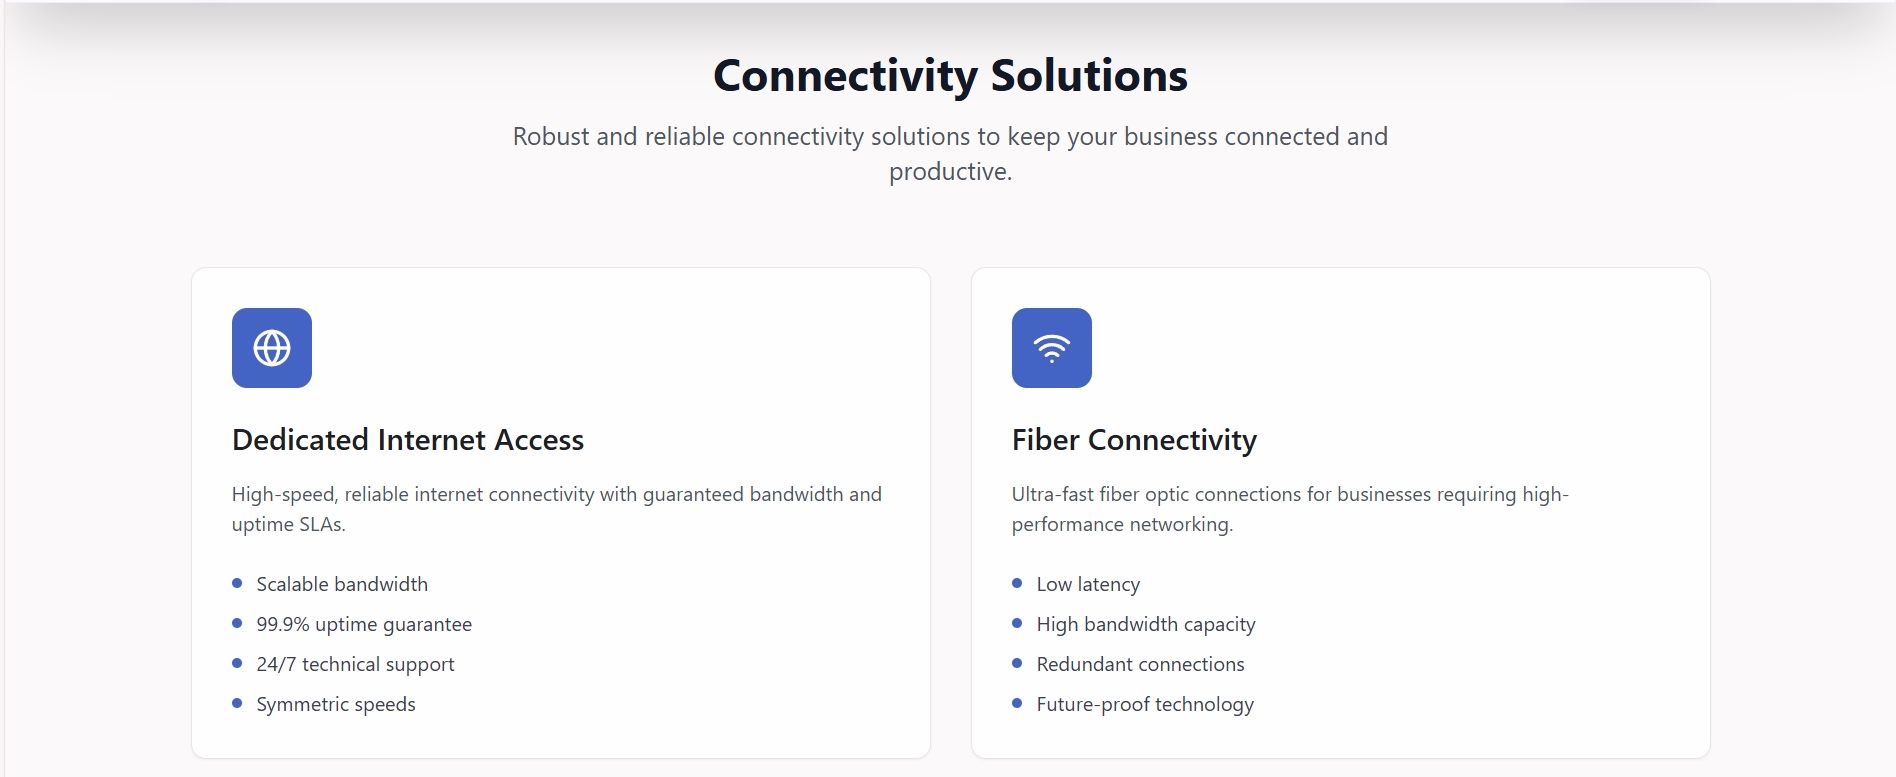 Connectivity Solutions
Robust and reliable connectivity solutions to keep your business connected and
productive.
Dedicated Internet Access
High-speed, reliable internet connectivity with guaranteed bandwidth and
uptime SLAs.
Scalable bandwidth
99.9% uptime guarantee
24/7 technical support
Symmetric speeds
Fiber Connectivity
Ultra-fast fiber optic connections for businesses requiring high-
performance networking.
Low latency
High bandwidth capacity
Redundant connections
Future-proof technology